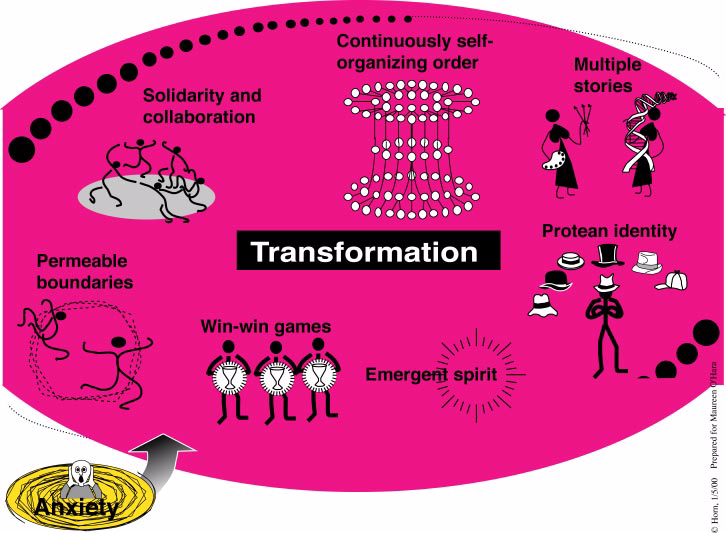 Continuously self-
organizing order
Multiple
stories
Solidarity and
collaboration
Transformation
Protean identity
Permeable
boundaries
Win-win games
Emergent spirit
Anxiety
© Horn, 1/5/00 Prepared for Maureen O'Hara